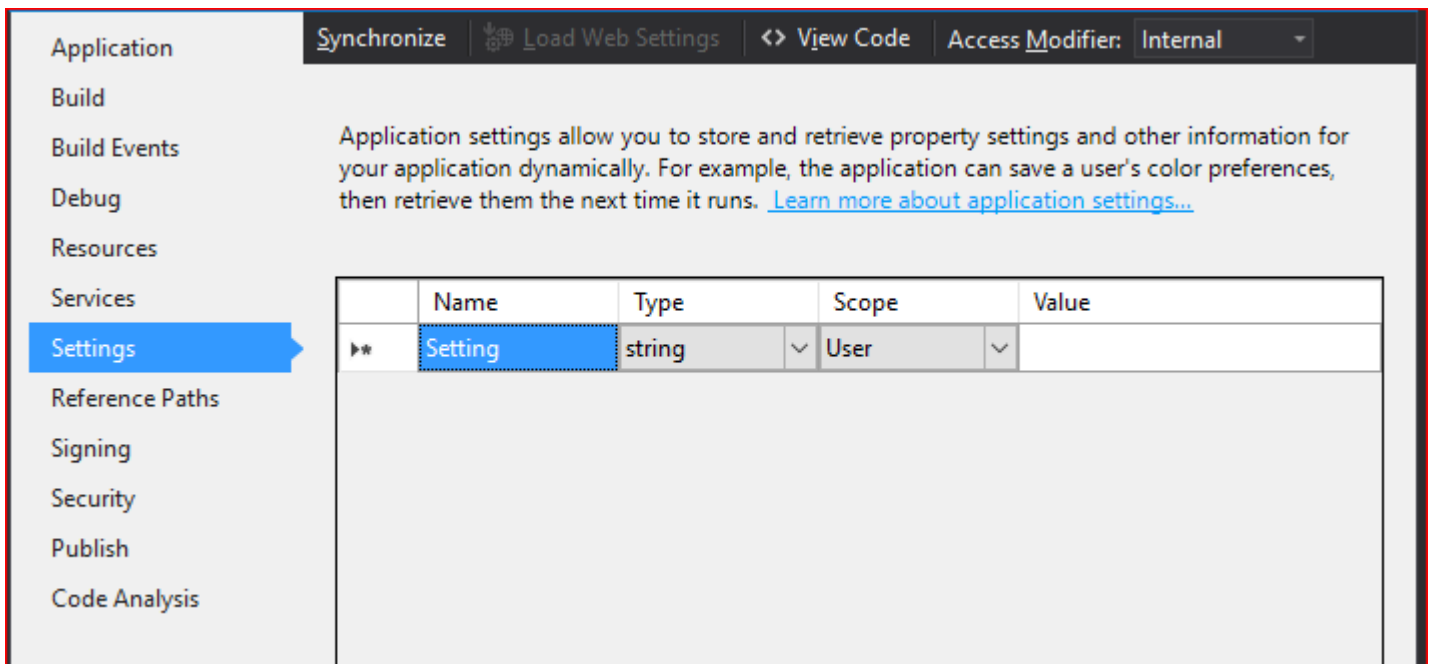 Application
Build
Build Events
Debug
Resources
Services
Settings
Reference Paths
Signing
Security
Publish
Code Analysis
Synchronize Load Web Settings <> View Code Access Modifier: Internal
Application settings allow you to store and retrieve property settings and other information for
your application dynamically. For example, the application can save a user's color preferences,
then retrieve them the next time it runs. Learn more about application settings...
Name Type Scope Value
Setting string User